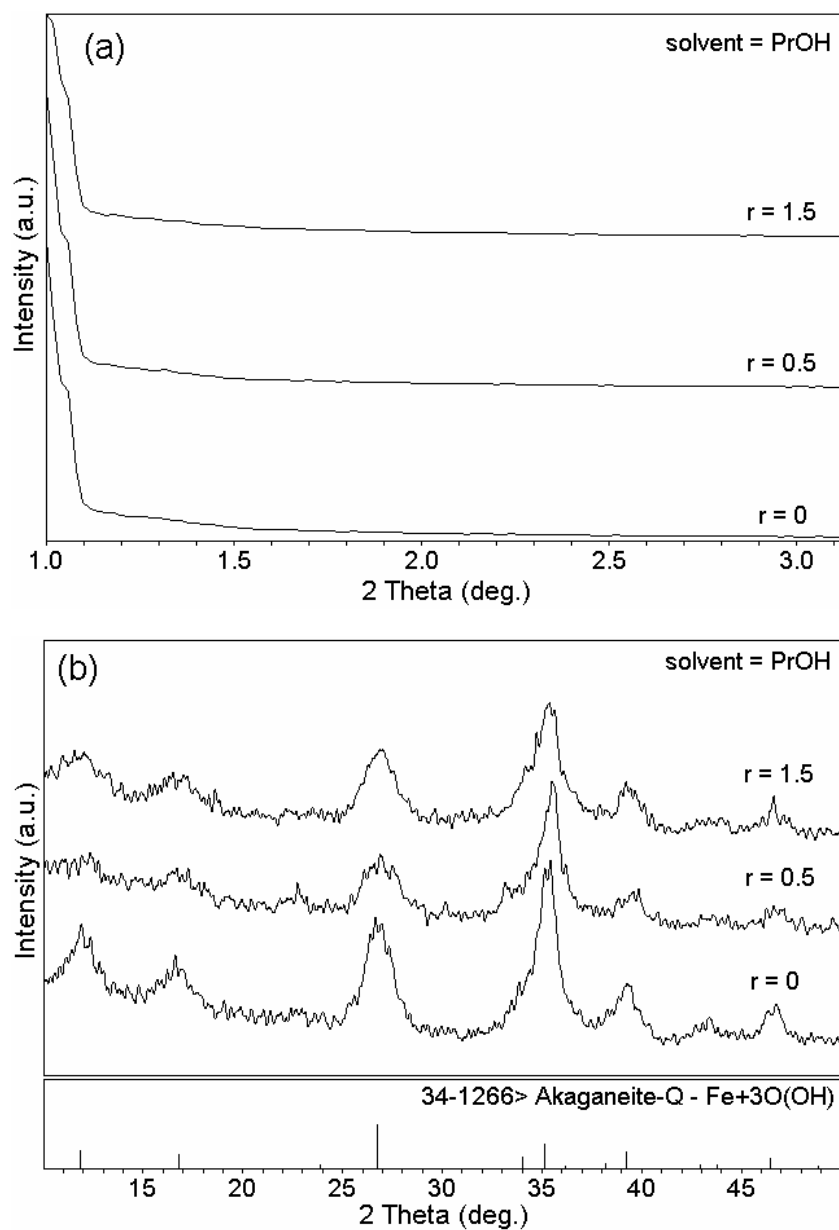 (a)
solvent = PrOH
Intensity (a.u.)
r = 1.5
r = 0.5
r = 0
1.0 1.5 2.0 2.5 3.0
2 Theta (deg.)
(b)
solvent = PrOH
Intensity (a.u.)
r = 1.5
r = 0.5
r = 0
34-1266> Akaganeite-Q - Fe+3O(OH)
15 20 25 30 35 40 45
2 Theta (deg.)